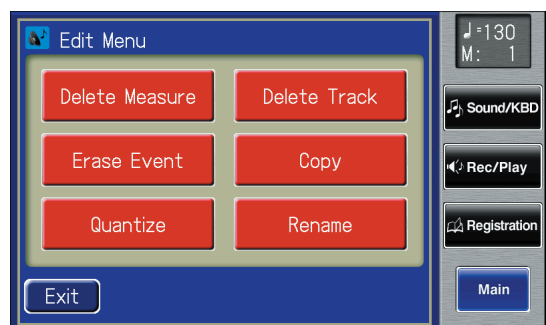 Edit Menu
Delete Measure
Delete Track
Erase Event
Copy
Quantize
Rename
Exit
♩=130
M: 1
Sound/KBD
Rec/Play
Registration
Main